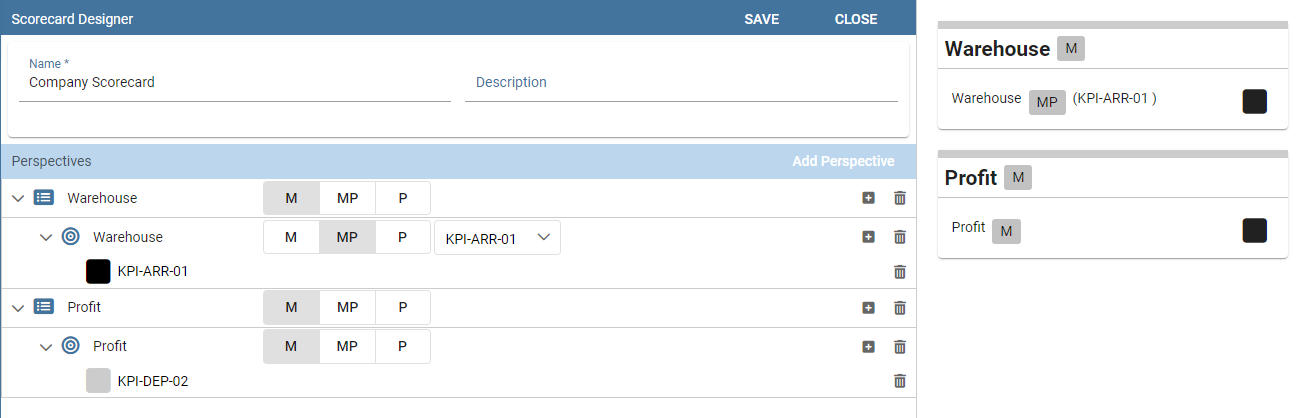 Scorecard Designer SAVE CLOSE
Name *
Company Scorecard Description
Perspectives Add Perspective
Warehouse M MP P
Warehouse M MP P KPI-ARR-01
KPI-ARR-01
Profit M MP P
Profit M MP P
KPI-DEP-02
Warehouse M
Warehouse MP (KPI-ARR-01 )
Profit M
Profit M